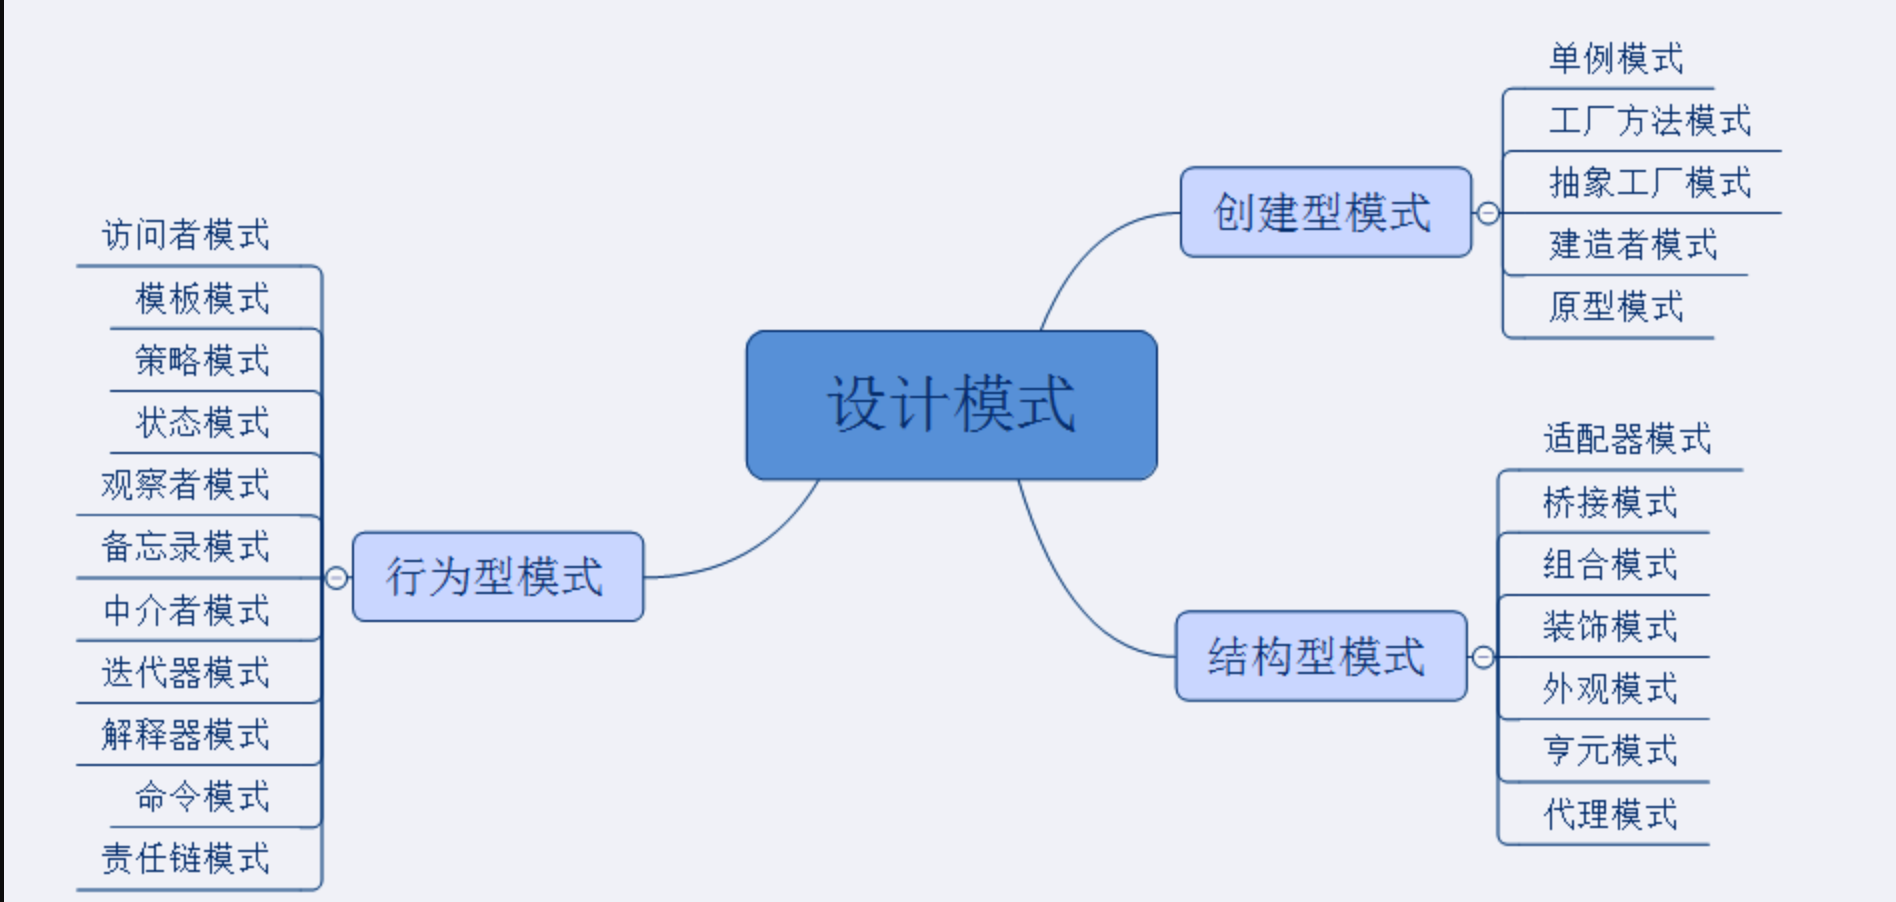 设计模式
创建型模式
单例模式
工厂方法模式
抽象工厂模式
建造者模式
原型模式
结构型模式
适配器模式
桥接模式
组合模式
装饰模式
外观模式
亨元模式
代理模式
行为型模式
访问者模式
模板模式
策略模式
状态模式
观察者模式
备忘录模式
中介者模式
迭代器模式
解释器模式
命令模式
责任链模式